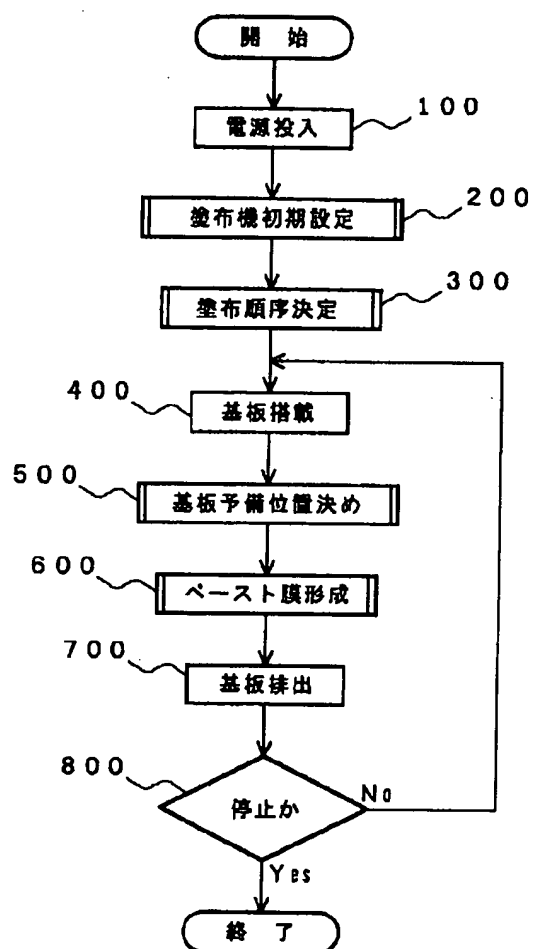 開 始
100
電源投入
200
塗布機初期設定
300
塗布順序決定
400
基板搭載
500
基板予備位置決め
600
ペースト膜形成
700
基板排出
800
停止か
No
Yes
終 了